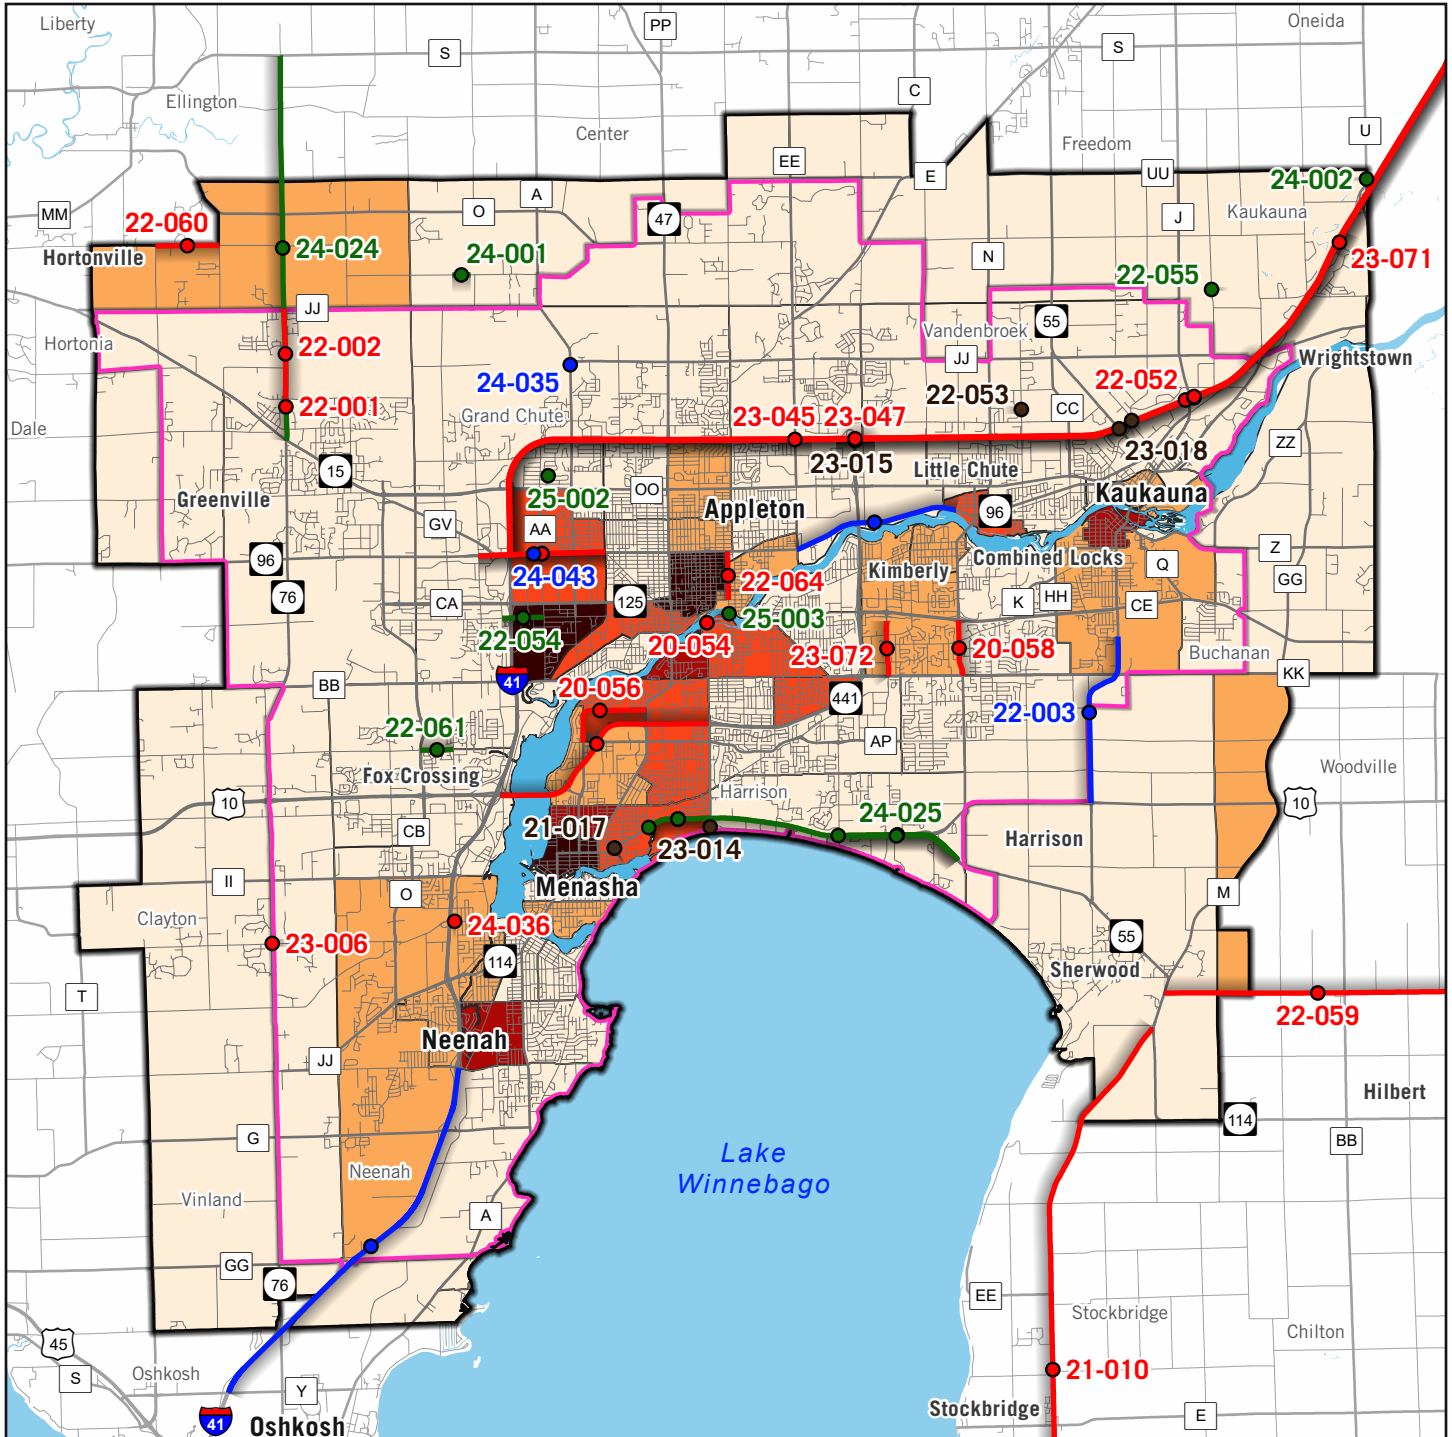 Liberty
PP
Oneida
S
S
Ellington
C
Center
U
Freedom
EE
E
UU
24-002
A
MM
22-060
O
47
J
Kaukauna
Hortonville
24-024
24-001
N
23-071
22-055
JJ
55
Vandenbroek
Hortonia
22-002
JJ
Wrightstown
24-035
22-052
22-001
22-053
CC
Grand Chute
23-045
23-047
Dale
ZZ
23-018
23-015
15
Little Chute
OO
Greenville
25-002
Kaukauna
Appleton
96
GV
AA
Z
96
Combined Locks
Q
24-043
Kimberly
22-064
GG
76
CA
125
K
HH
CE
25-003
22-054
20-054
23-072
20-058
Buchanan
41
BB
20-056
441
KK
22-003
22-061
AP
Fox Crossing
Woodville
Harrison
10
10
21-017
24-025
CB
Harrison
23-014
II
O
Menasha
M
Clayton
24-036
55
23-006
114
Sherwood
T
22-059
Neenah
JJ
Hilbert
114
G
BB
Lake
Winnebago
Neenah
Vinland
A
GG
76
EE
Stockbridge
Chilton
45
Oshkosh
21-010
S
Y
Stockbridge
41
E
Oshkosh